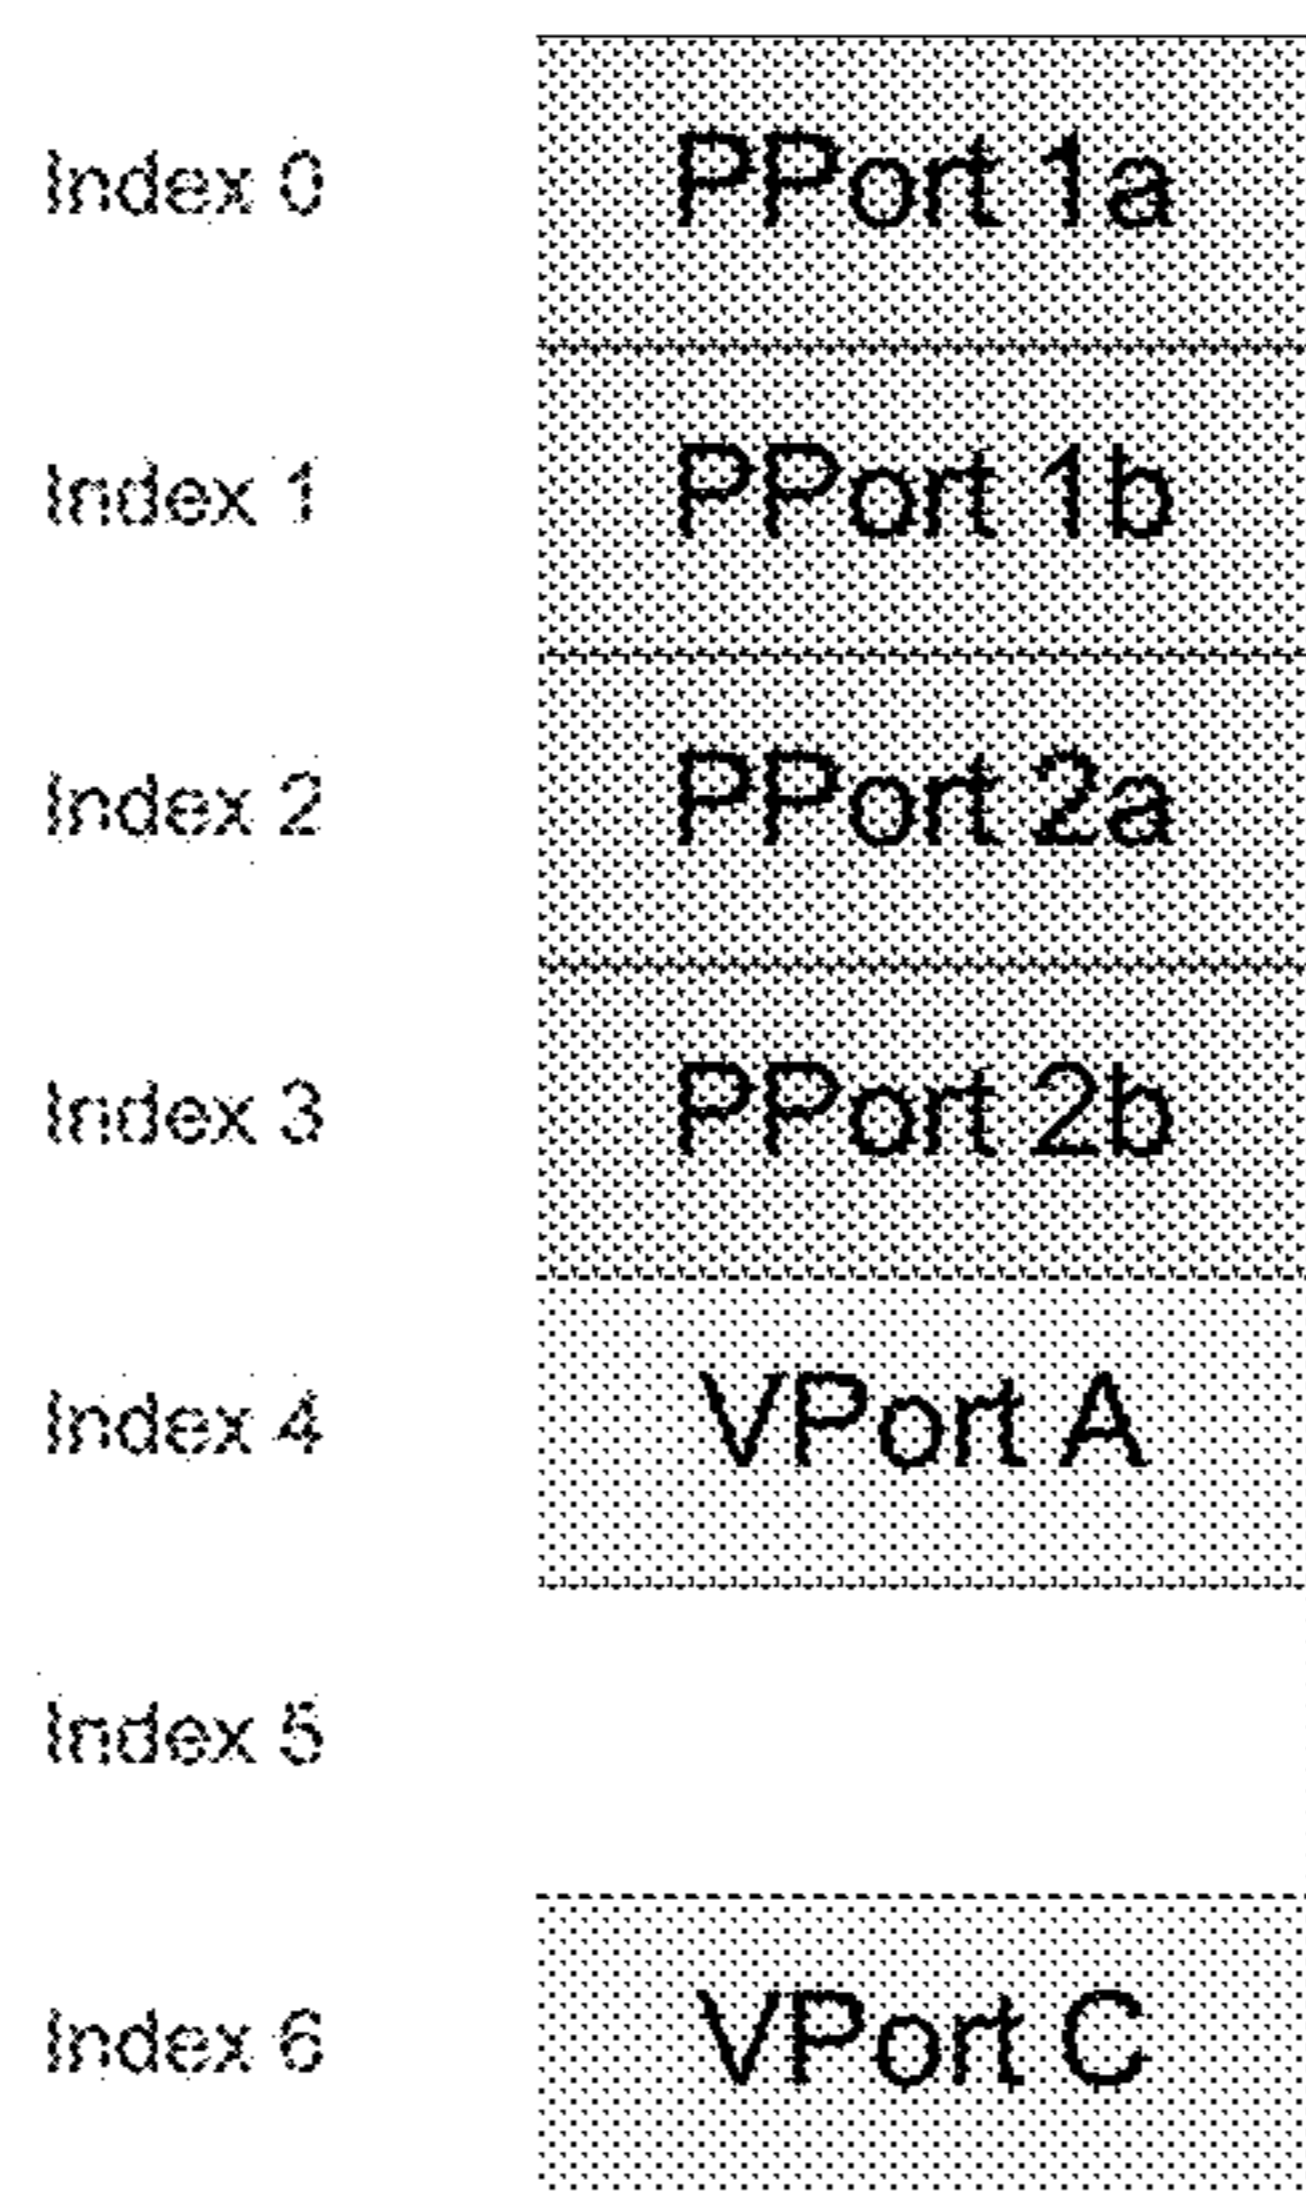 Index 0 PPort 1a
Index 1 PPort 1b
Index 2 PPort 2a
Index 3 PPort 2b
Index 4 VPort A
Index 5
Index 6 VPort C